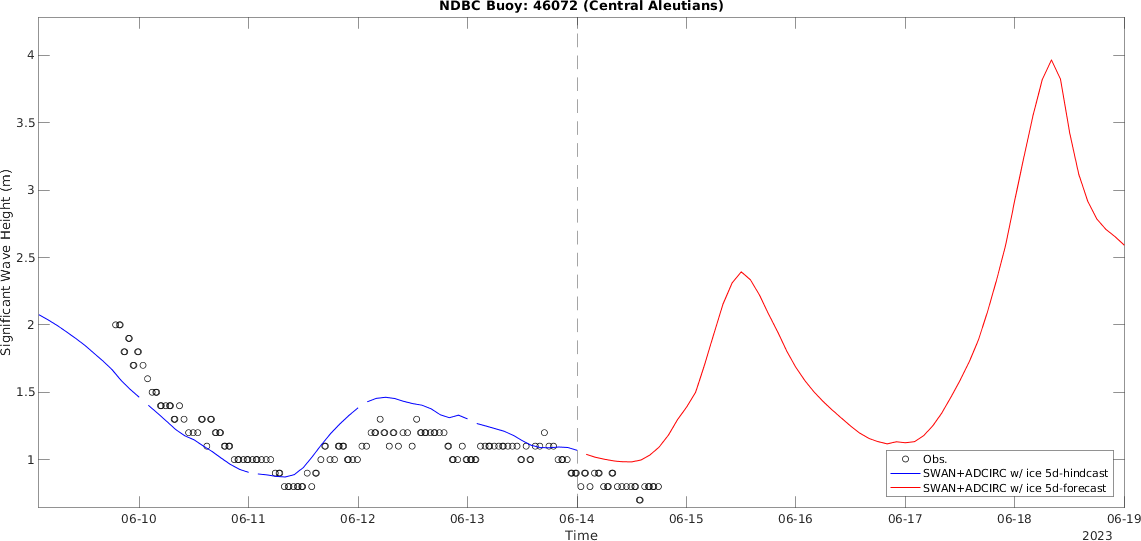 NDBC Buoy: 46072 (Central Aleutians)
Significant Wave Height (m)
4
3.5
3
2.5
2
1.5
1
Obs.
SWAN+ADCIRC w/ ice 5d-hindcast
SWAN+ADCIRC w/ ice 5d-forecast
06-10 06-11 06-12 06-13 06-14 06-15 06-16 06-17 06-18 06-19
Time
2023